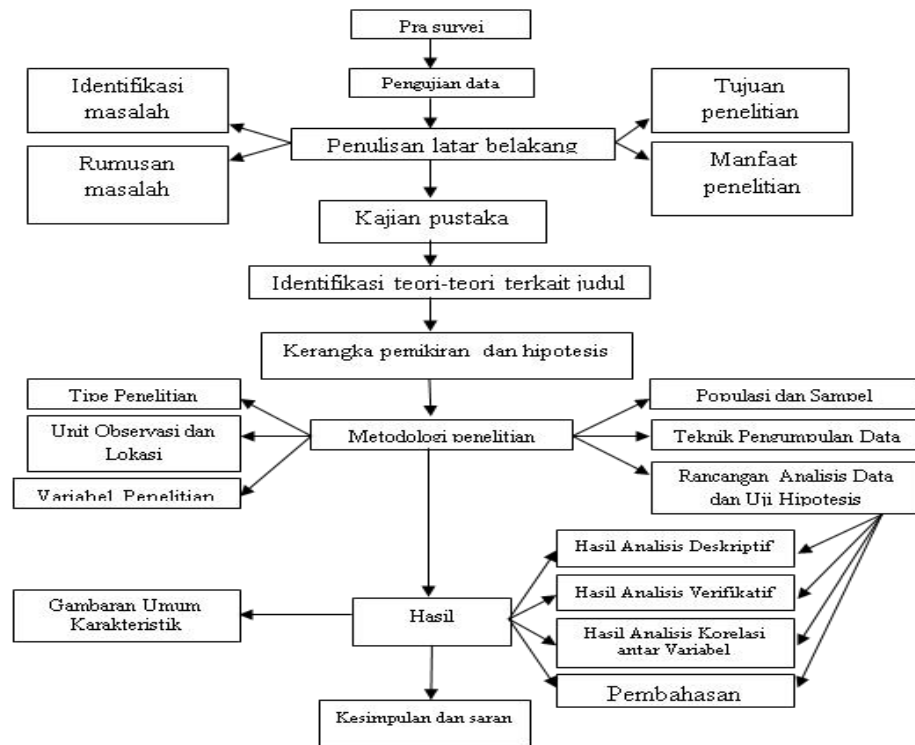 Pra survei
Pengujian data
Identifikasi
masalah
Tujuan
penelitian
Penulisan latar belakang
Rumusan
masalah
Manfaat
penelitian
Kajian pustaka
Identifikasi teori-teori terkait judul
Kerangka pemikiran dan hipotesis
Tipe Penelitian
Populasi dan Sampel
Unit Observasi dan
Lokasi
Metodologi penelitian
Teknik Pengumpulan Data
Variabel Penelitian
Rancangan Analisis Data
dan Uji Hipotesis
Hasil Analisis Deskriptif
Gambaran Umum
Karakteristik
Hasil
Hasil Analisis Verifikatif
Hasil Analisis Korelasi
antar Variabel
Pembahasan
Kesimpulan dan saran